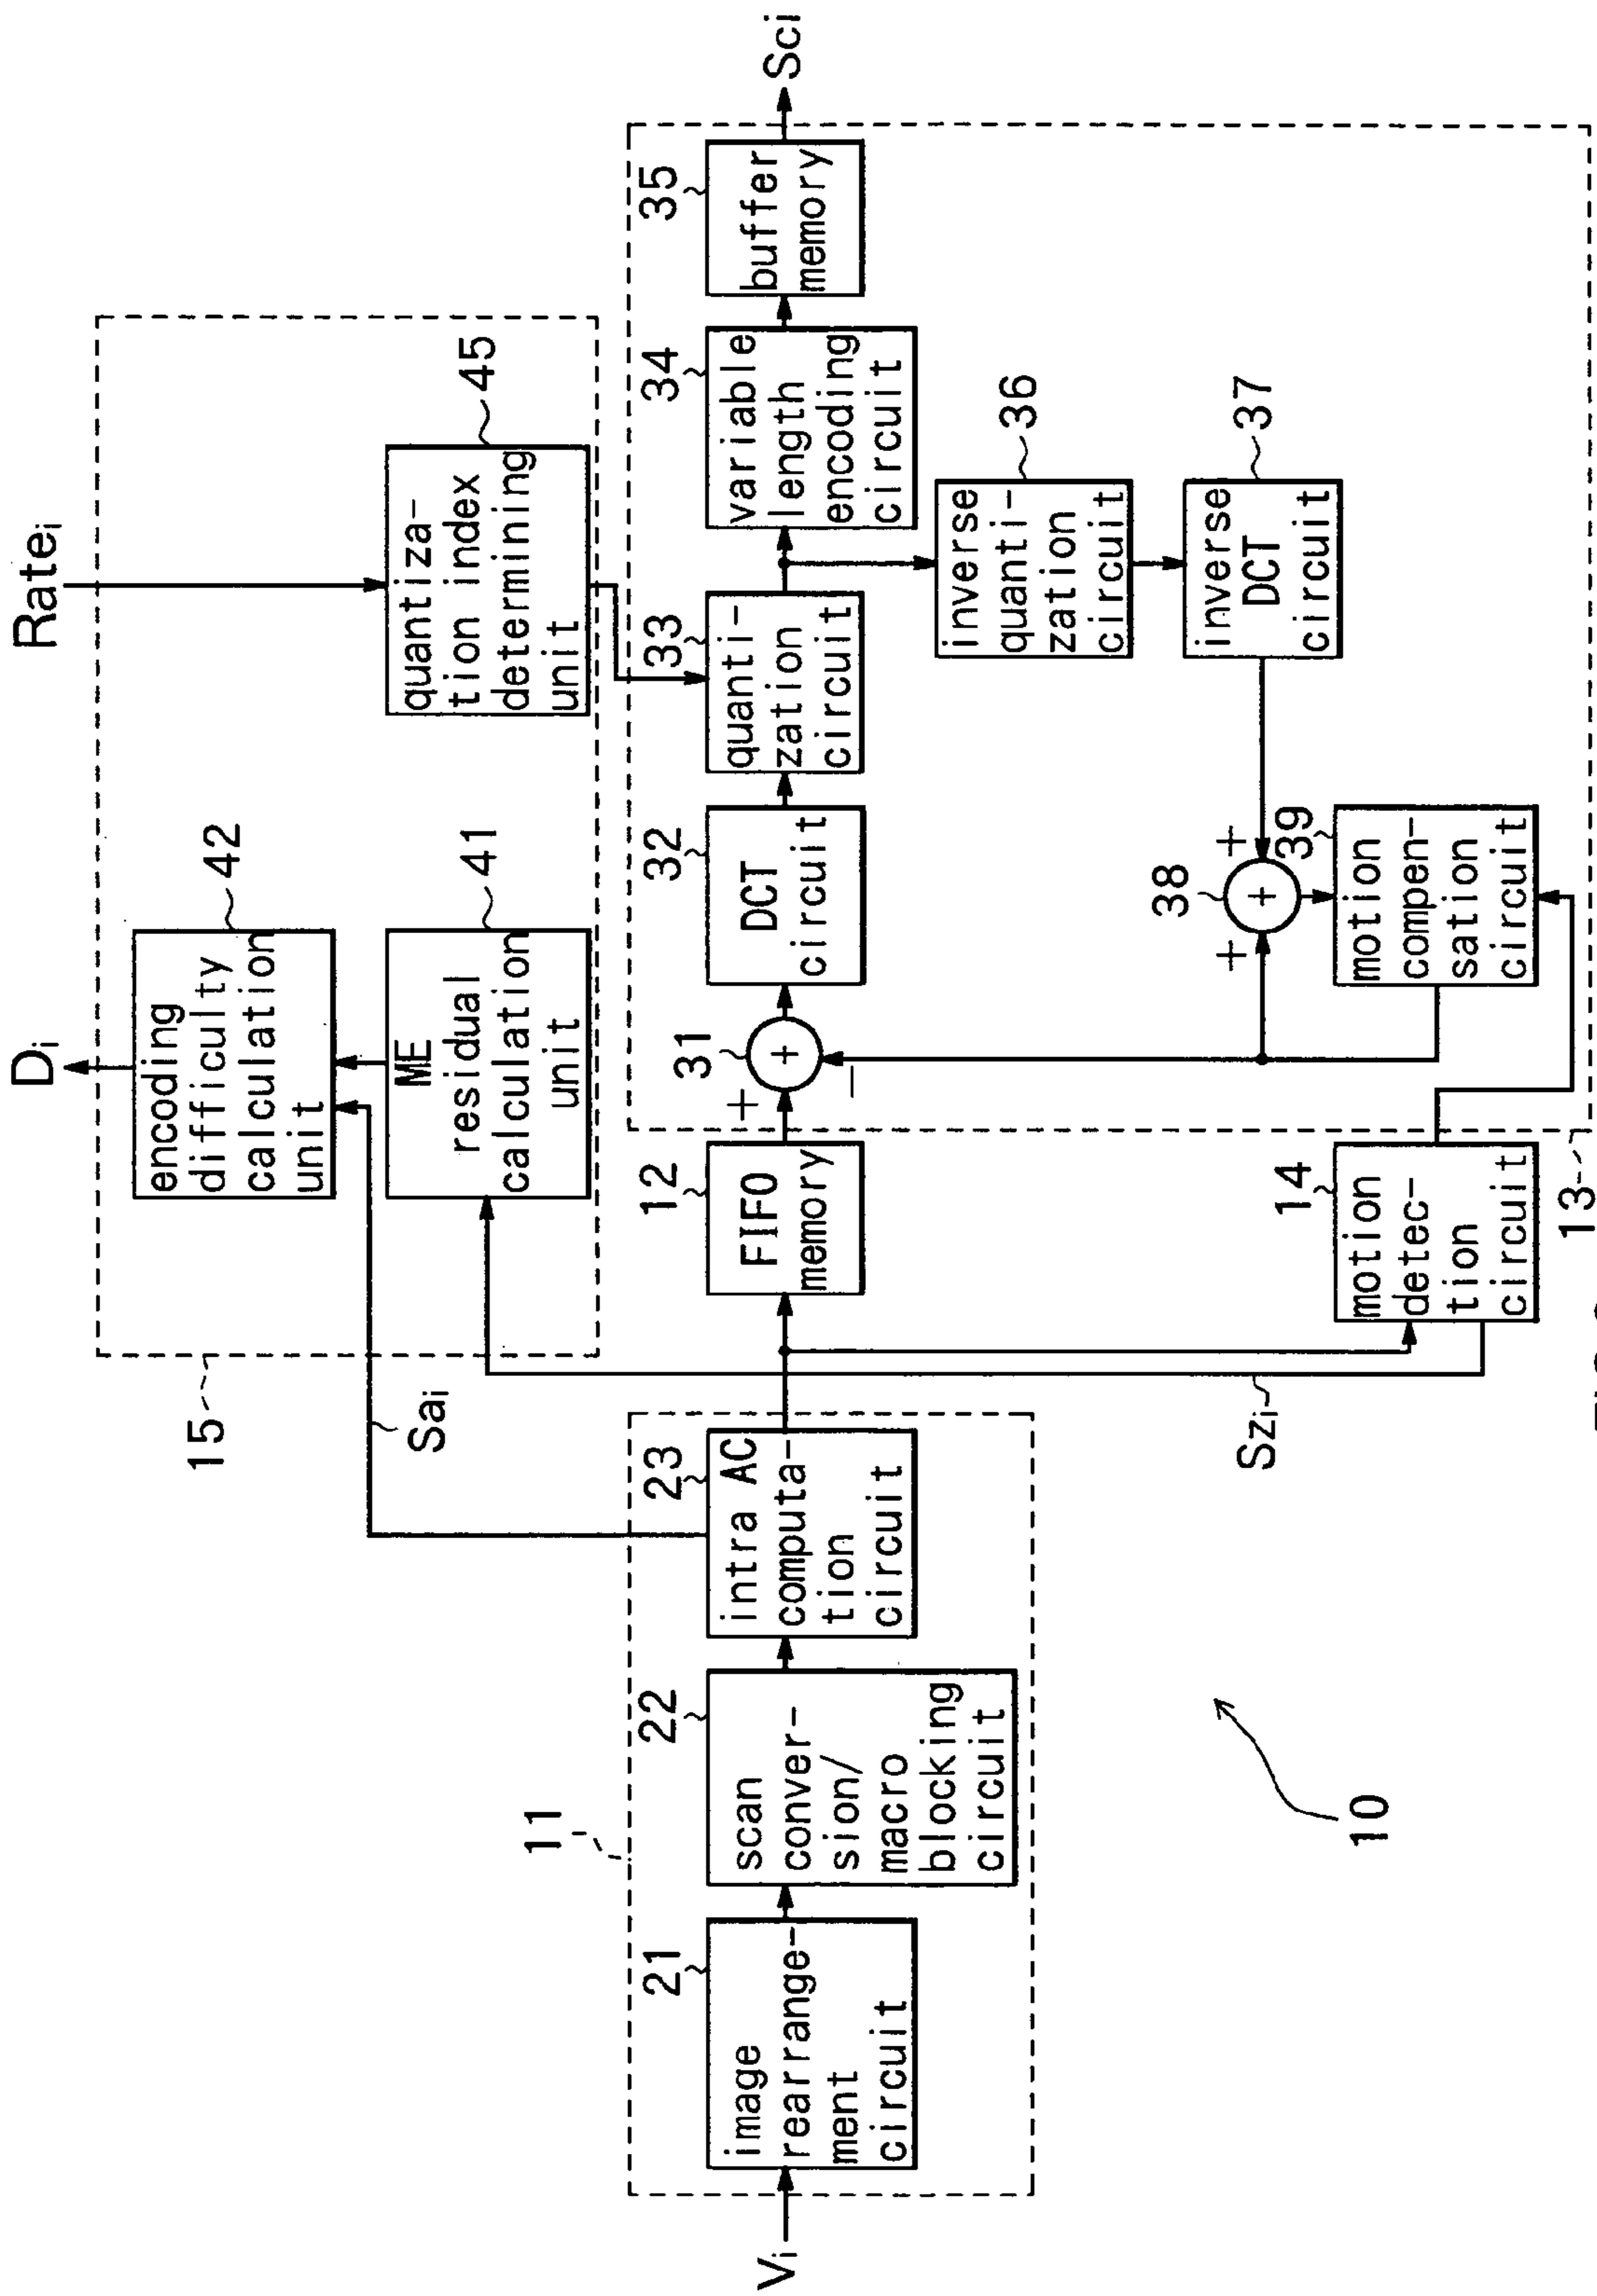 Di
Ratei
15
encoding
difficulty
calculation
unit
42
ME
residual
calculation
unit
41
quantiza-
tion index
determining
unit
45
Sai
11
Vi
image
rearrange-
ment
circuit
21
scan
conver-
sion/
macro
blocking
circuit
22
intra AC
computa-
tion
circuit
23
FIFO
memory
12
+
31
+
−
DCT
circuit
32
quanti-
zation
circuit
33
variable
length
encoding
circuit
34
buffer
memory
35
Sci
inverse
quanti-
zation
circuit
36
inverse
DCT
circuit
37
38
+
+
+
motion
compen-
sation
circuit
39
motion
detec-
tion
circuit
14
Szi
13
10